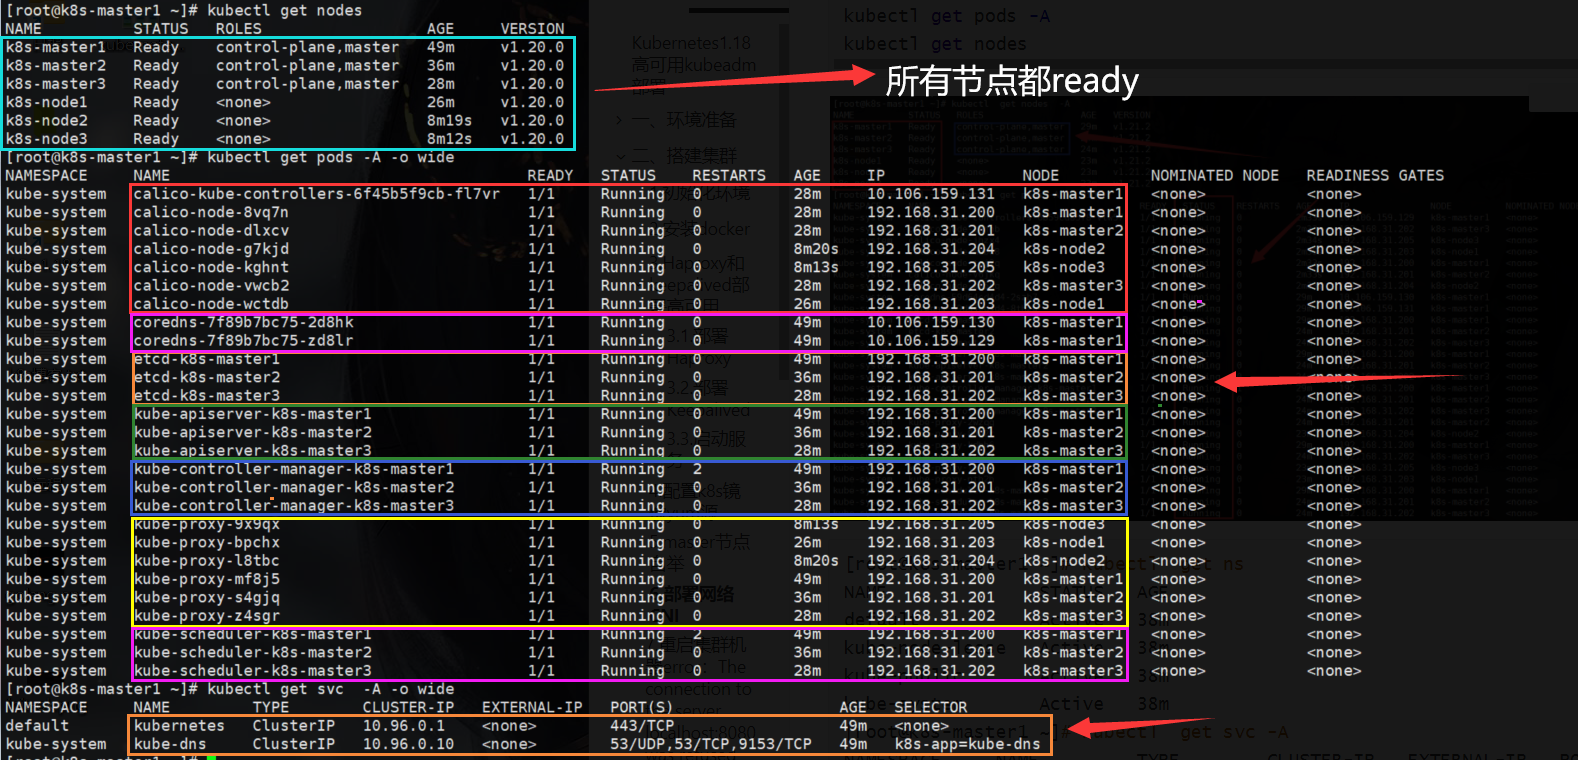 [root@k8s-master1 ~]# kubectl get nodes
NAME STATUS ROLES AGE VERSION
k8s-master1 Ready control-plane,master 49m v1.20.0
k8s-master2 Ready control-plane,master 36m v1.20.0
k8s-master3 Ready control-plane,master 28m v1.20.0
k8s-node1 Ready <none> 26m v1.20.0
k8s-node2 Ready <none> 8m19s v1.20.0
k8s-node3 Ready <none> 8m12s v1.20.0
所有节点都ready
[root@k8s-master1 ~]# kubectl get pods -A -o wide
NAMESPACE NAME READY STATUS RESTARTS AGE IP NODE NOMINATED NODE READINESS GATES
kube-system calico-kube-controllers-6f45b5f9cb-fl7vr 1/1 Running 0 28m 10.106.159.131 k8s-master1 <none> <none>
kube-system calico-node-8vq7n 1/1 Running 0 28m 192.168.31.200 k8s-master1 <none> <none>
kube-system calico-node-dlxcv 1/1 Running 0 28m 192.168.31.201 k8s-master2 <none> <none>
kube-system calico-node-g7kjd 1/1 Running 0 8m20s 192.168.31.204 k8s-node2 <none> <none>
kube-system calico-node-kghnt 1/1 Running 0 8m13s 192.168.31.205 k8s-node3 <none> <none>
kube-system calico-node-vwcb2 1/1 Running 0 28m 192.168.31.202 k8s-master3 <none> <none>
kube-system calico-node-wctdb 1/1 Running 0 26m 192.168.31.203 k8s-node1 <none> <none>
kube-system coredns-7f89b7bc75-2d8hk 1/1 Running 0 49m 10.106.159.130 k8s-master1 <none> <none>
kube-system coredns-7f89b7bc75-zd8lr 1/1 Running 0 49m 10.106.159.129 k8s-master1 <none> <none>
kube-system etcd-k8s-master1 1/1 Running 0 49m 192.168.31.200 k8s-master1 <none> <none>
kube-system etcd-k8s-master2 1/1 Running 0 36m 192.168.31.201 k8s-master2 <none> <none>
kube-system etcd-k8s-master3 1/1 Running 0 28m 192.168.31.202 k8s-master3 <none> <none>
kube-system kube-apiserver-k8s-master1 1/1 Running 0 49m 192.168.31.200 k8s-master1 <none> <none>
kube-system kube-apiserver-k8s-master2 1/1 Running 0 36m 192.168.31.201 k8s-master2 <none> <none>
kube-system kube-apiserver-k8s-master3 1/1 Running 0 28m 192.168.31.202 k8s-master3 <none> <none>
kube-system kube-controller-manager-k8s-master1 1/1 Running 2 49m 192.168.31.200 k8s-master1 <none> <none>
kube-system kube-controller-manager-k8s-master2 1/1 Running 0 36m 192.168.31.201 k8s-master2 <none> <none>
kube-system kube-controller-manager-k8s-master3 1/1 Running 0 28m 192.168.31.202 k8s-master3 <none> <none>
kube-system kube-proxy-9x9qx 1/1 Running 0 8m13s 192.168.31.205 k8s-node3 <none> <none>
kube-system kube-proxy-bpchx 1/1 Running 0 26m 192.168.31.203 k8s-node1 <none> <none>
kube-system kube-proxy-l8tbc 1/1 Running 0 8m20s 192.168.31.204 k8s-node2 <none> <none>
kube-system kube-proxy-mf8j5 1/1 Running 0 49m 192.168.31.200 k8s-master1 <none> <none>
kube-system kube-proxy-s4gjq 1/1 Running 0 36m 192.168.31.201 k8s-master2 <none> <none>
kube-system kube-proxy-z4sgr 1/1 Running 0 28m 192.168.31.202 k8s-master3 <none> <none>
kube-system kube-scheduler-k8s-master1 1/1 Running 2 49m 192.168.31.200 k8s-master1 <none> <none>
kube-system kube-scheduler-k8s-master2 1/1 Running 0 36m 192.168.31.201 k8s-master2 <none> <none>
kube-system kube-scheduler-k8s-master3 1/1 Running 0 28m 192.168.31.202 k8s-master3 <none> <none>
[root@k8s-master1 ~]# kubectl get svc -A -o wide
NAMESPACE NAME TYPE CLUSTER-IP EXTERNAL-IP PORT(S) AGE SELECTOR
default kubernetes ClusterIP 10.96.0.1 <none> 443/TCP 49m <none>
kube-system kube-dns ClusterIP 10.96.0.10 <none> 53/UDP,53/TCP,9153/TCP 49m k8s-app=kube-dns
kubectl get pods -A
kubectl get nodes
Kubernetes1.18
高可用kubeadm
部署
一、环境准备
二、搭建集群